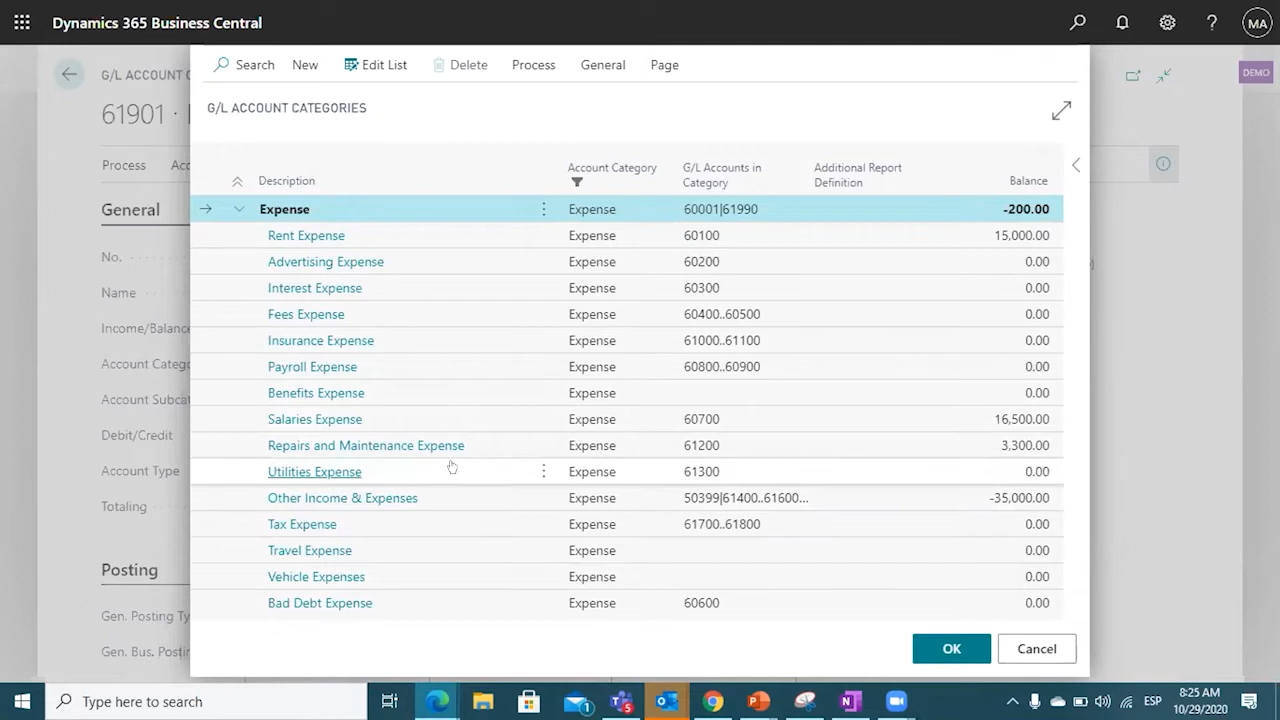 Dynamics 365 Business Central
MA
G/L ACCOUNT C
61901 ·
DEMO
Search New Edit List Delete Process General Page
G/L ACCOUNT CATEGORIES
Process Acc
General
No.
Name
Income/Balanc
Account Catego
Account Subcat
Debit/Credit
Account Type
Totaling
Posting
Gen. Posting Ty
Gen. Bus. Postin
Description Account Category G/L Accounts in Category Additional Report Definition Balance
Expense Expense 60001|61990 -200.00
Rent Expense Expense 60100 15,000.00
Advertising Expense Expense 60200 0.00
Interest Expense Expense 60300 0.00
Fees Expense Expense 60400..60500 0.00
Insurance Expense Expense 61000..61100 0.00
Payroll Expense Expense 60800..60900 0.00
Benefits Expense Expense 0.00
Salaries Expense Expense 60700 16,500.00
Repairs and Maintenance Expense Expense 61200 3,300.00
Utilities Expense Expense 61300 0.00
Other Income & Expenses Expense 50399|61400..61600... -35,000.00
Tax Expense Expense 61700..61800 0.00
Travel Expense Expense 0.00
Vehicle Expenses Expense 0.00
Bad Debt Expense Expense 60600 0.00
OK Cancel
Type here to search
ESP
8:25 AM
10/29/2020